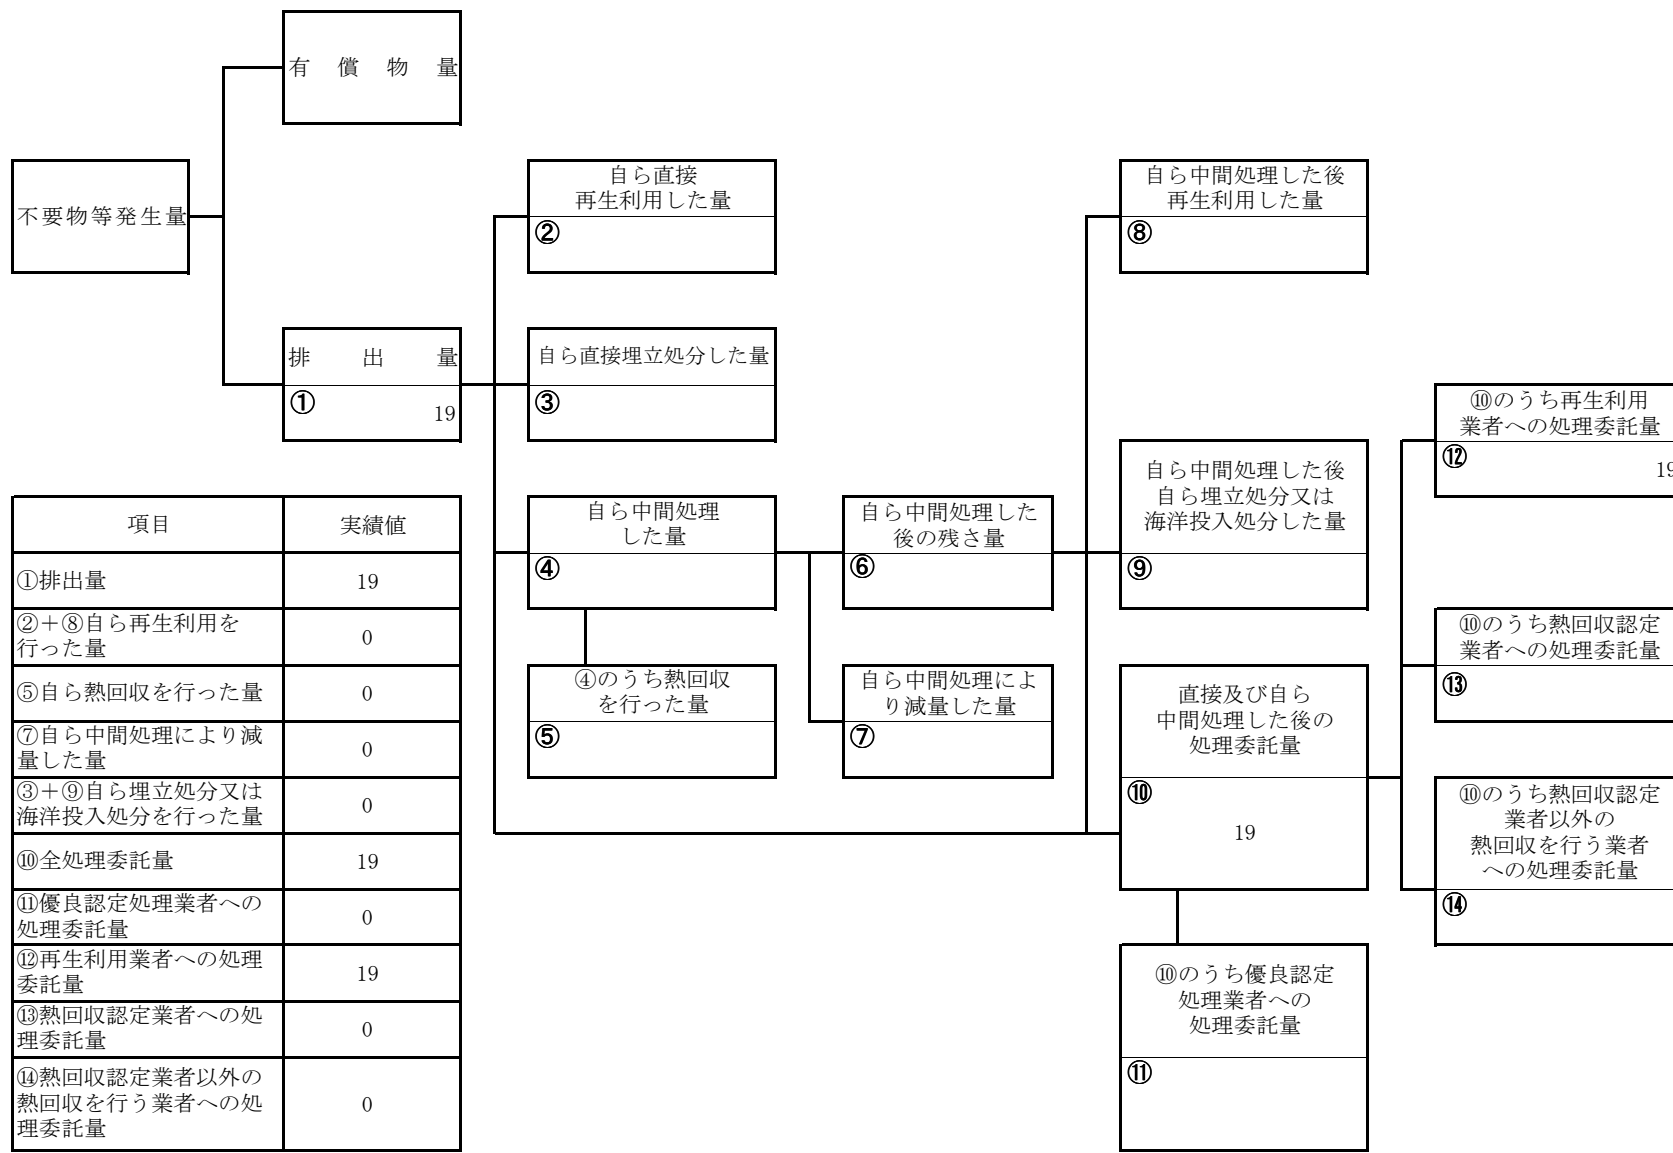 有償物量
不要物等発生量
排出量
①
19
自ら直接
再生利用した量
②
自ら直接埋立処分した量
③
自ら中間処理
した量
④
④のうち熱回収
を行った量
⑤
自ら中間処理した
後の残さ量
⑥
自ら中間処理によ
り減量した量
⑦
自ら中間処理した後
再生利用した量
⑧
自ら中間処理した後
自ら埋立処分又は
海洋投入処分した量
⑨
直接及び自ら
中間処理した後の
処理委託量
⑩
19
⑩のうち優良認定
処理業者への
処理委託量
⑪
⑩のうち再生利用
業者への処理委託量
⑫
19
⑩のうち熱回収認定
業者への処理委託量
⑬
⑩のうち熱回収認定
業者以外の
熱回収を行う業者
への処理委託量
⑭
項目 実績値
①排出量 19
②＋⑧自ら再生利用を
行った量 0
⑤自ら熱回収を行った量 0
⑦自ら中間処理により減
量した量 0
③＋⑨自ら埋立処分又は
海洋投入処分を行った量 0
⑩全処理委託量 19
⑪優良認定処理業者への
処理委託量 0
⑫再生利用業者への処理
委託量 19
⑬熱回収認定業者への処
理委託量 0
⑭熱回収認定業者以外の
熱回収を行う業者への処
理委託量 0